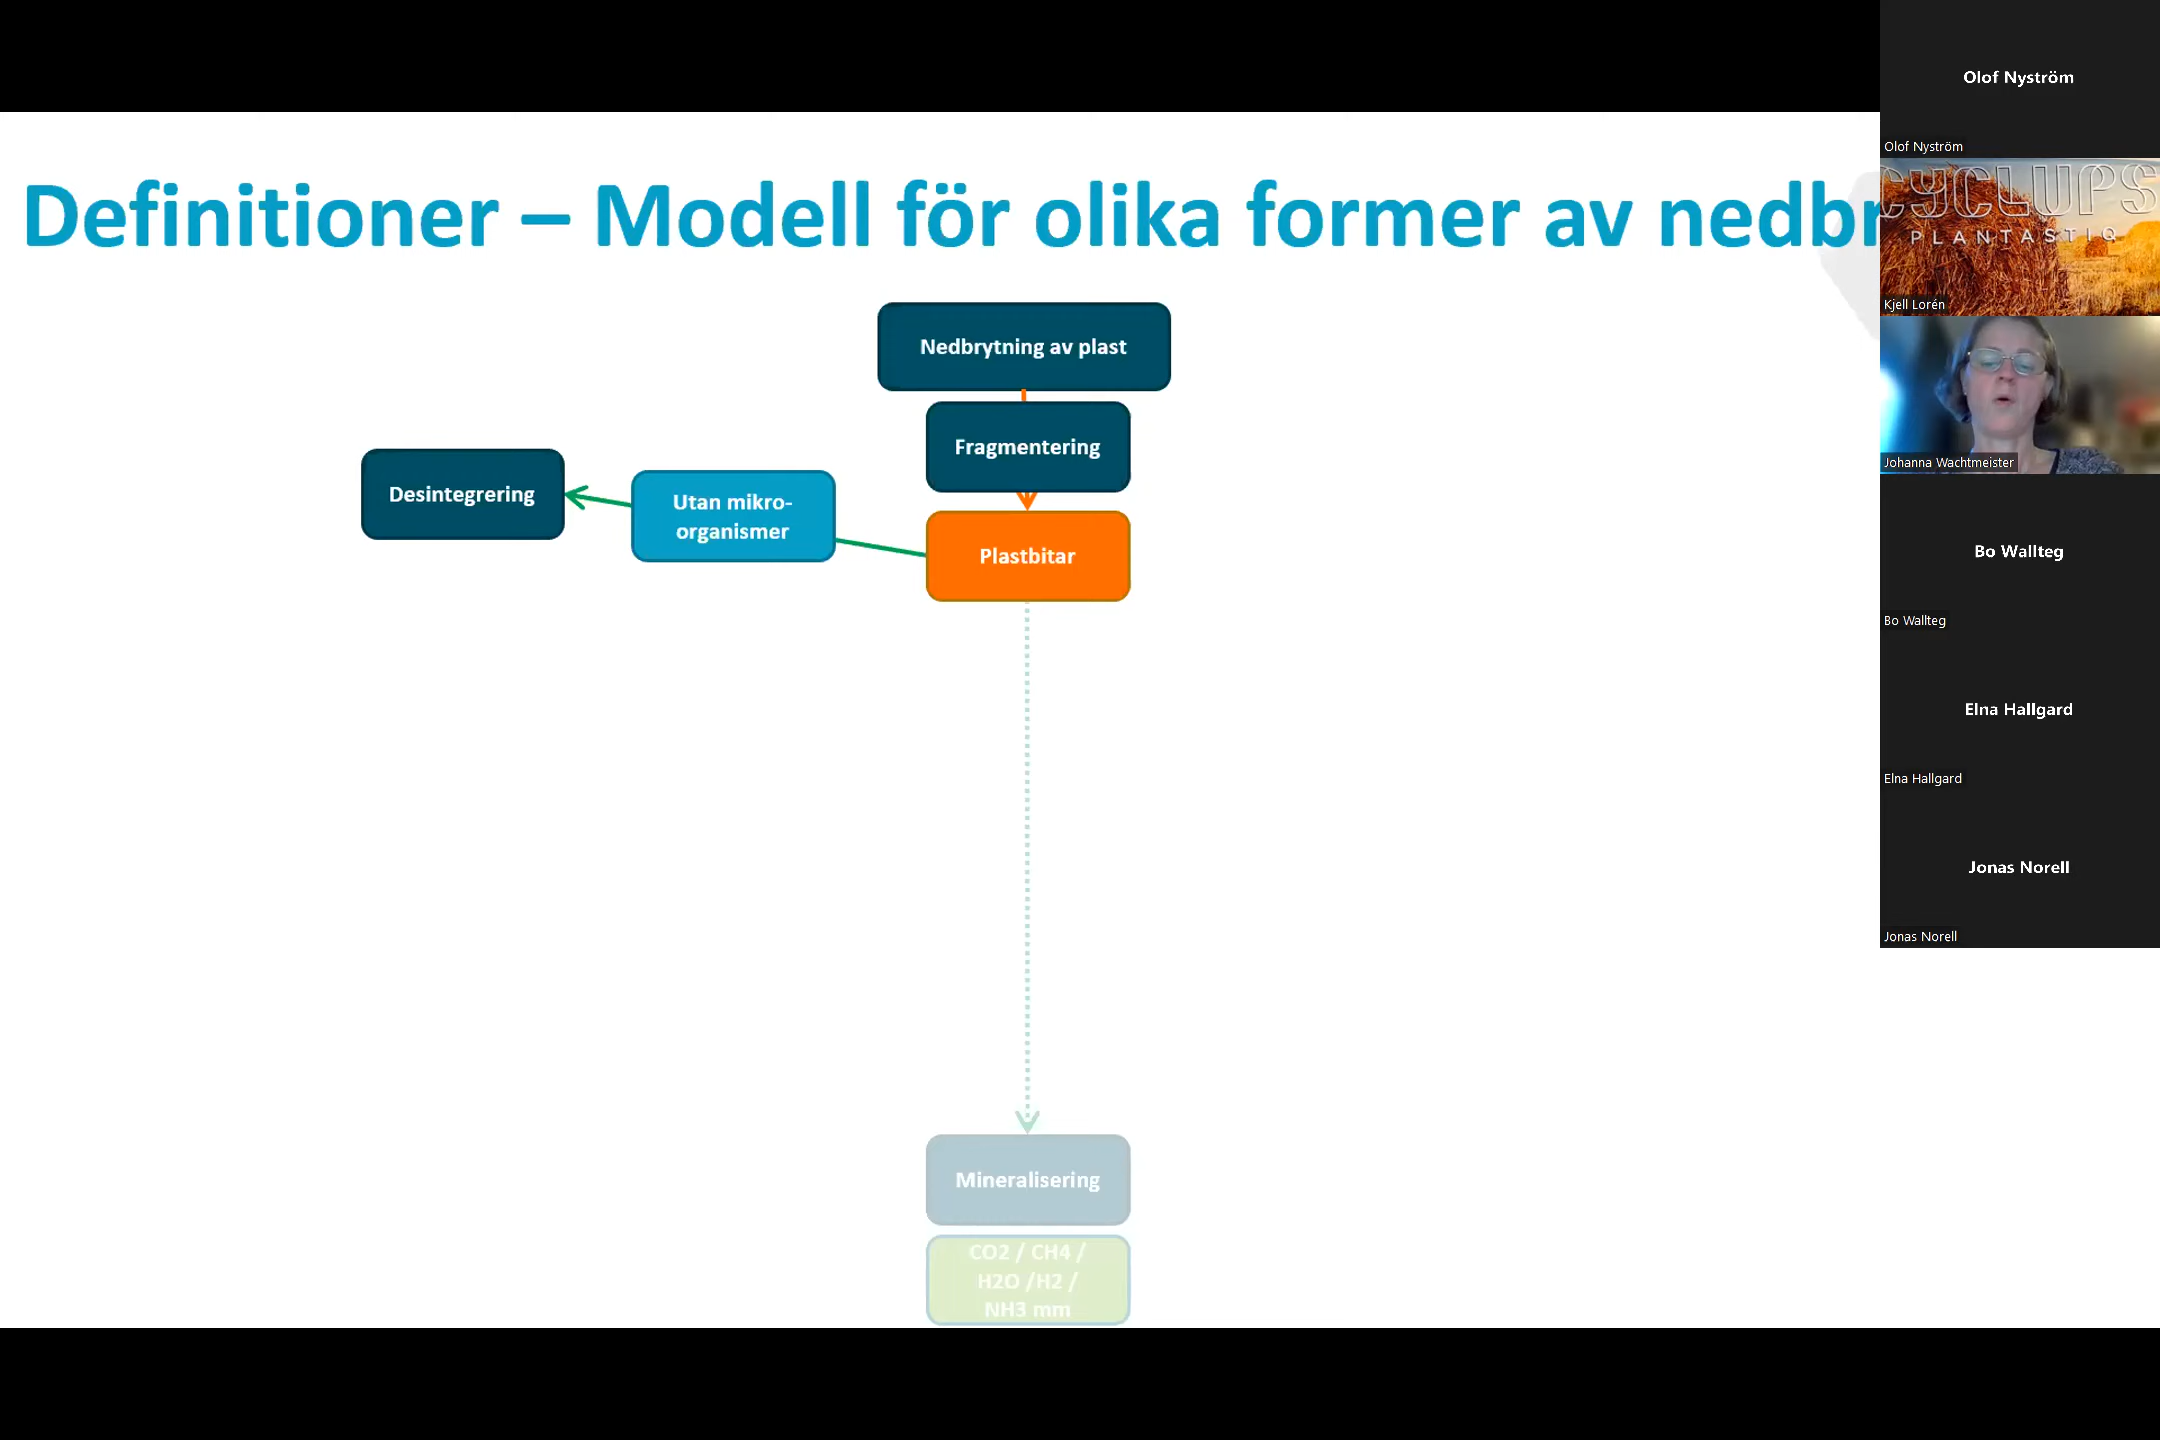 Definitioner – Modell för olika former av nedbr
Nedbrytning av plast
Fragmentering
Desintegrering
Utan mikro-
organismer
Plastbitar
Mineralisering
CO2 / CH4 /
H2O /H2 /
NH3 mm
Olof Nyström
Olof Nyström
CYCLUPS
PLANTASTIQ
Kjell Lorén
Johanna Wachtmeister
Bo Wallteg
Bo Wallteg
Elna Hallgard
Elna Hallgard
Jonas Norell
Jonas Norell